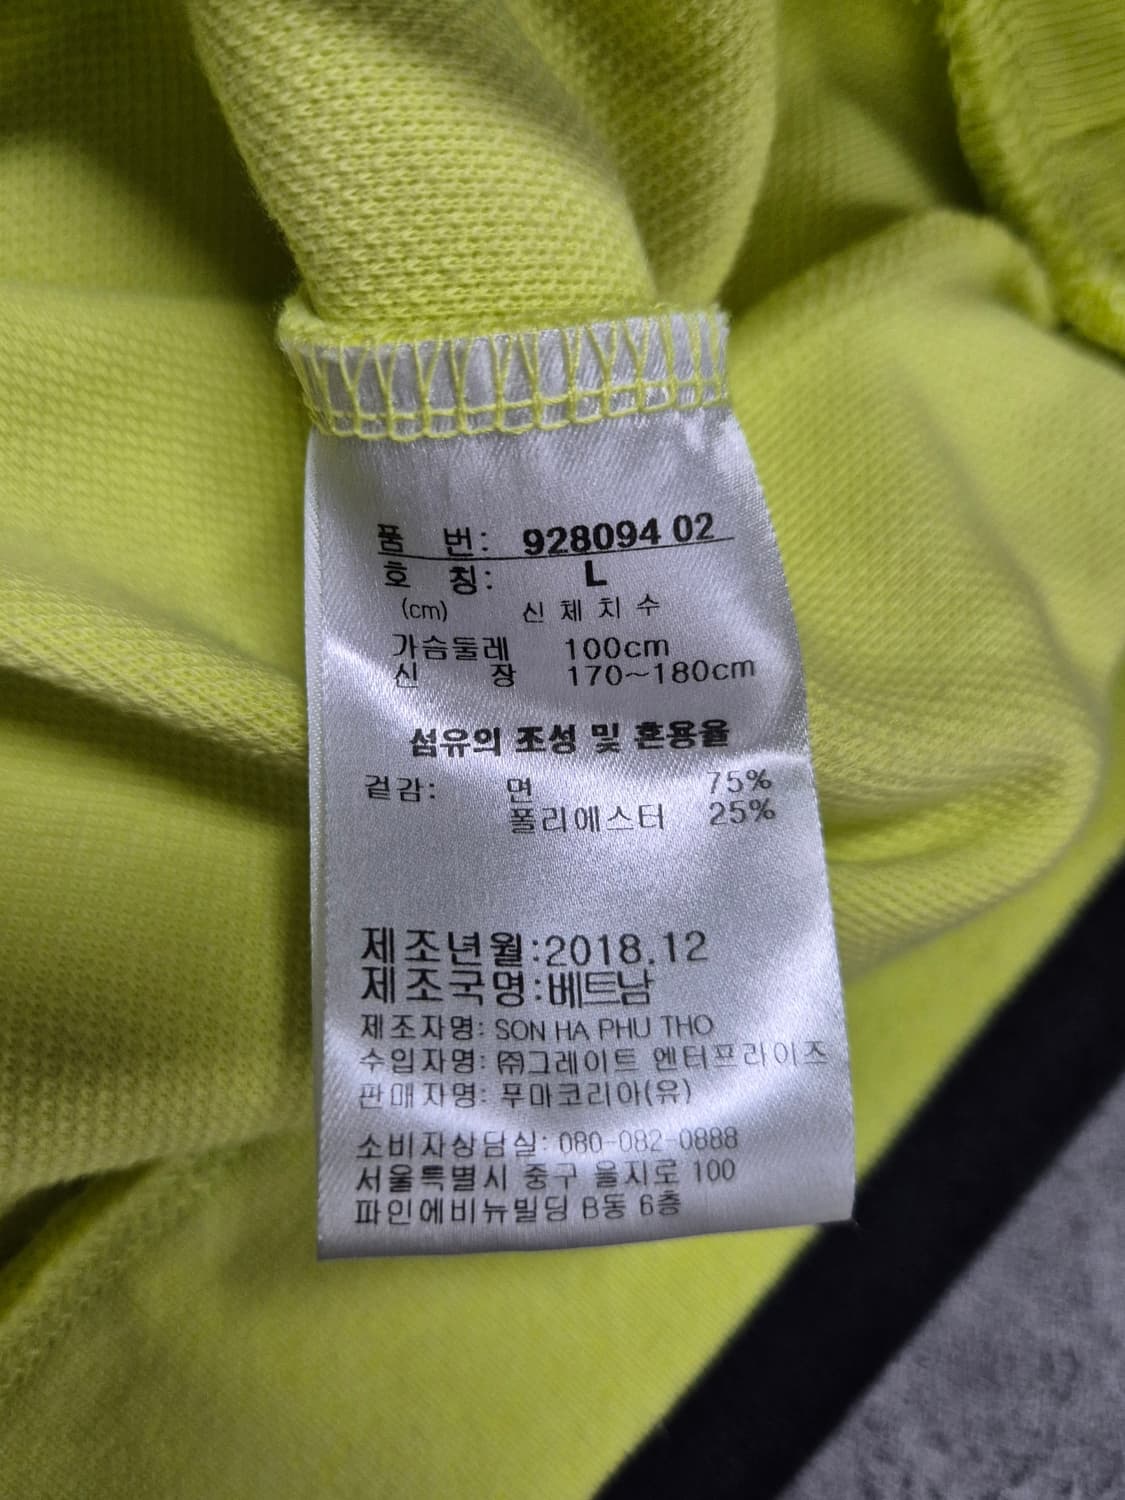 품 번: 928094 02
호 칭: L
(cm) 신체치수
가슴둘레 100cm
신 장 170~180cm
섬유의 조성 및 혼용율
겉감: 면 75%
폴리에스터 25%
제조년월:2018.12
제조국명:베트남
제조자명: SON HA PHU THO
수입자명: ㈜그레이트 엔터프라이즈
판매자명: 푸마코리아(유)
소비자상담실: 080-082-0888
서울특별시 중구 을지로 100
파인에비뉴빌딩 B동 6층